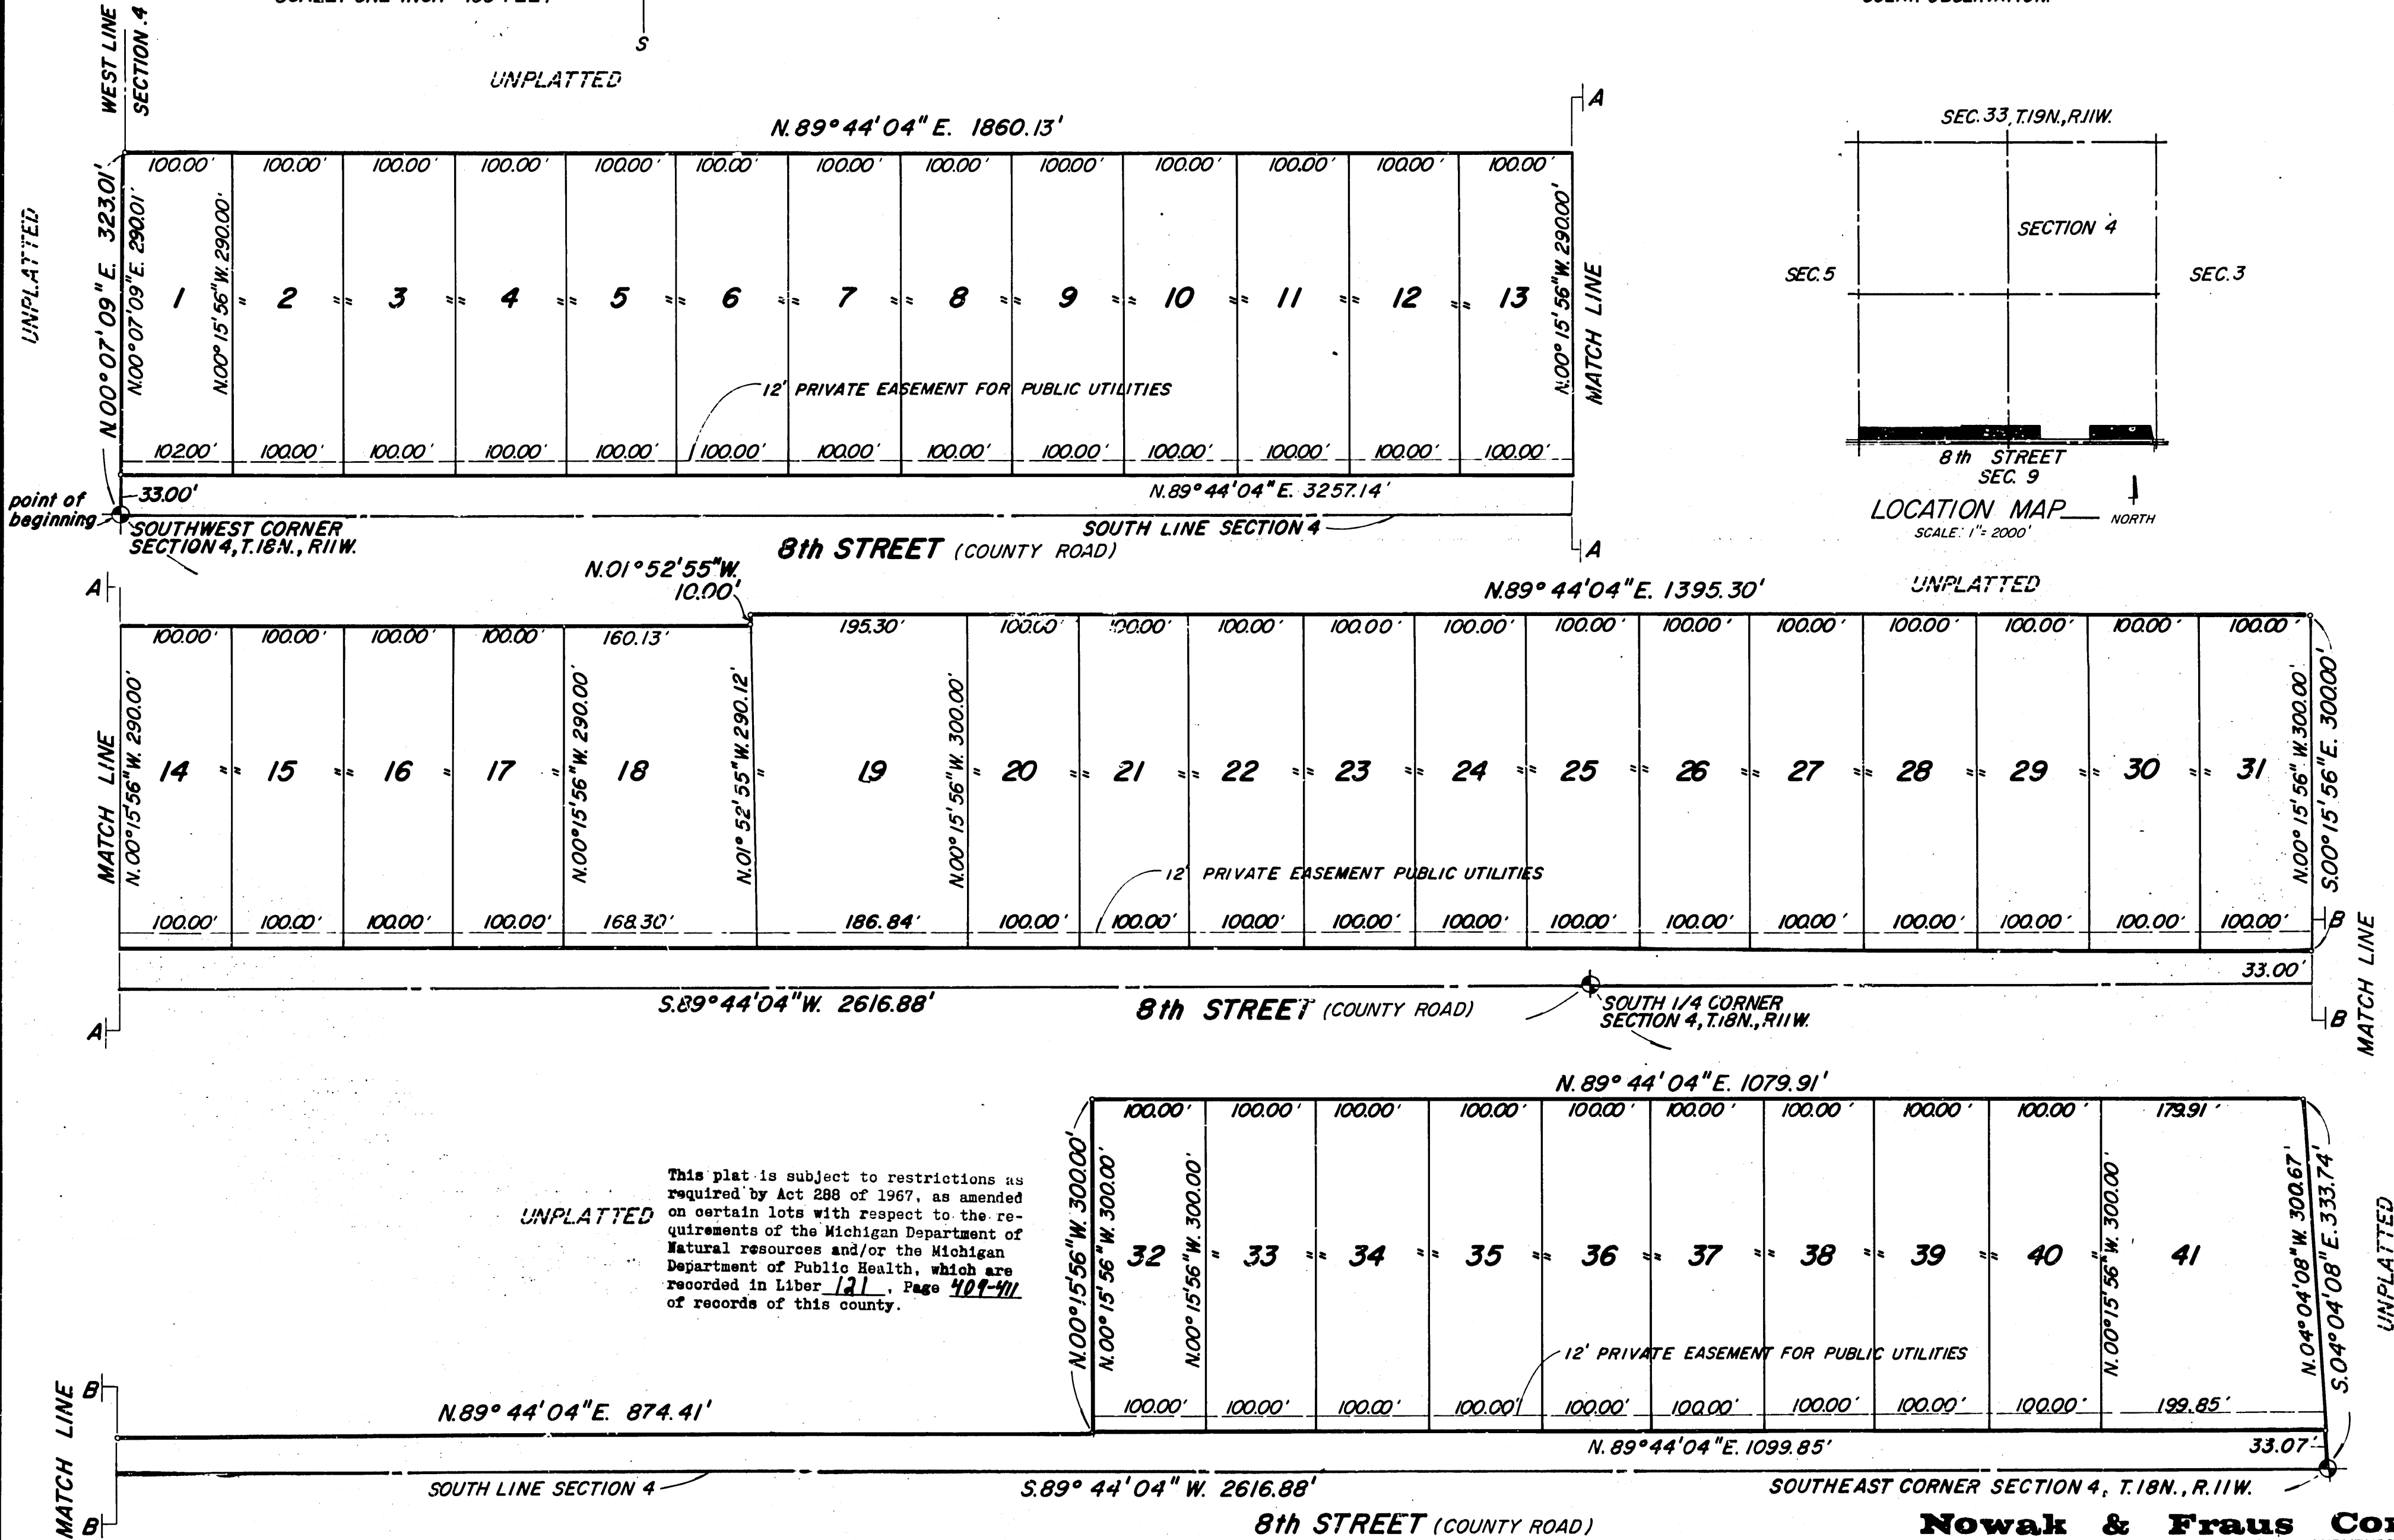 S
WEST LINE
SECTION .4
UNPLATTED
N. 89° 44' 04" E. 1860.13'
A
UNPLATTED
N. 00° 07' 09" E. 323.01'
N.00° 07' 09" E. 290.01'
N.00° 15' 56" W. 290.00'
100.00' 100.00' 100.00' 100.00' 100.00' 100.00' 100.00' 100.00' 100.00' 100.00' 100.00' 100.00' 100.00'
1 " 2 " " 3 " " 4 " " 5 " " 6 " " 7 " " 8 " " 9 " " 10 " " 11 " " 12 " " 13
N.00° 15' 56" W. 290.00'
MATCH LINE
12' PRIVATE EASEMENT FOR PUBLIC UTILITIES
102.00' 100.00' 100.00' 100.00' 100.00' 100.00' 100.00' 100.00' 100.00' 100.00' 100.00' 100.00' 100.00'
33.00'
N. 89° 44' 04" E. 3257.14'
point of
beginning
SOUTHWEST CORNER
SECTION 4, T.18N., R11W.
SOUTH LINE SECTION 4
8th STREET (COUNTY ROAD)
A
SEC. 33, T.19N., R.11W.
SECTION 4
SEC. 5
SEC. 3
8th STREET
SEC. 9
LOCATION MAP
NORTH
SCALE: 1" = 2000'
A
N. 01° 52' 55" W.
10.00'
N.89° 44' 04" E. 1395.30'
UNPLATTED
100.00' 100.00' 100.00' 100.00' 160.13' 195.30' 100.00' 100.00' 100.00' 100.00' 100.00' 100.00' 100.00' 100.00' 100.00' 100.00' 100.00' 100.00'
MATCH LINE
N.00° 15' 56" W. 290.00'
N.00° 15' 56" W. 290.00'
N.01° 52' 55" W. 290.12'
N.00° 15' 56" W. 300.00'
N.00° 15' 56" W. 300.00'
S.00° 15' 56" E. 300.00'
14 " " 15 " " 16 " 17 " 18 " 19 " 20 " " 21 " " 22 " " 23 " " 24 " " 25 " " 26 " " 27 " " 28 " " 29 " " 30 " " 31
12' PRIVATE EASEMENT PUBLIC UTILITIES
100.00' 100.00' 100.00' 100.00' 168.30' 186.84' 100.00' 100.00' 100.00' 100.00' 100.00' 100.00' 100.00' 100.00' 100.00' 100.00' 100.00' 100.00'
B
MATCH LINE
33.00'
S.89° 44' 04" W. 2616.88'
8th STREET (COUNTY ROAD)
SOUTH 1/4 CORNER
SECTION 4, T.18N., R11W.
A
B
N. 89° 44' 04" E. 1079.91'
100.00' 100.00' 100.00' 100.00' 100.00' 100.00' 100.00' 100.00' 100.00' 179.91'
N.00° 15' 56" W. 300.00'
N.00° 15' 56" W. 300.00'
N.00° 15' 56" W. 300.00'
N.00° 15' 56" W. 300.00'
N.04° 04' 08" W. 300.67'
S.04° 04' 08" E. 333.74'
UNPLATTED
This plat is subject to restrictions as
required by Act 288 of 1967, as amended
on certain lots with respect to the re-
quirements of the Michigan Department of
Natural resources and/or the Michigan
Department of Public Health, which are
recorded in Liber 121, Page 409-411
of records of this county.
UNPLATTED
32 " 33 " " 34 " " 35 " " 36 " " 37 " " 38 " " 39 " " 40 " 41
12' PRIVATE EASEMENT FOR PUBLIC UTILITIES
100.00' 100.00' 100.00' 100.00' 100.00' 100.00' 100.00' 100.00' 100.00' 199.85'
MATCH LINE
B
N.89° 44' 04" E. 874.41'
N. 89° 44' 04" E. 1099.85'
33.07'
SOUTH LINE SECTION 4
S.89° 44' 04" W. 2616.88'
SOUTHEAST CORNER SECTION 4, T.18N., R.11W.
B
8th STREET (COUNTY ROAD)
Nowak & Fraus